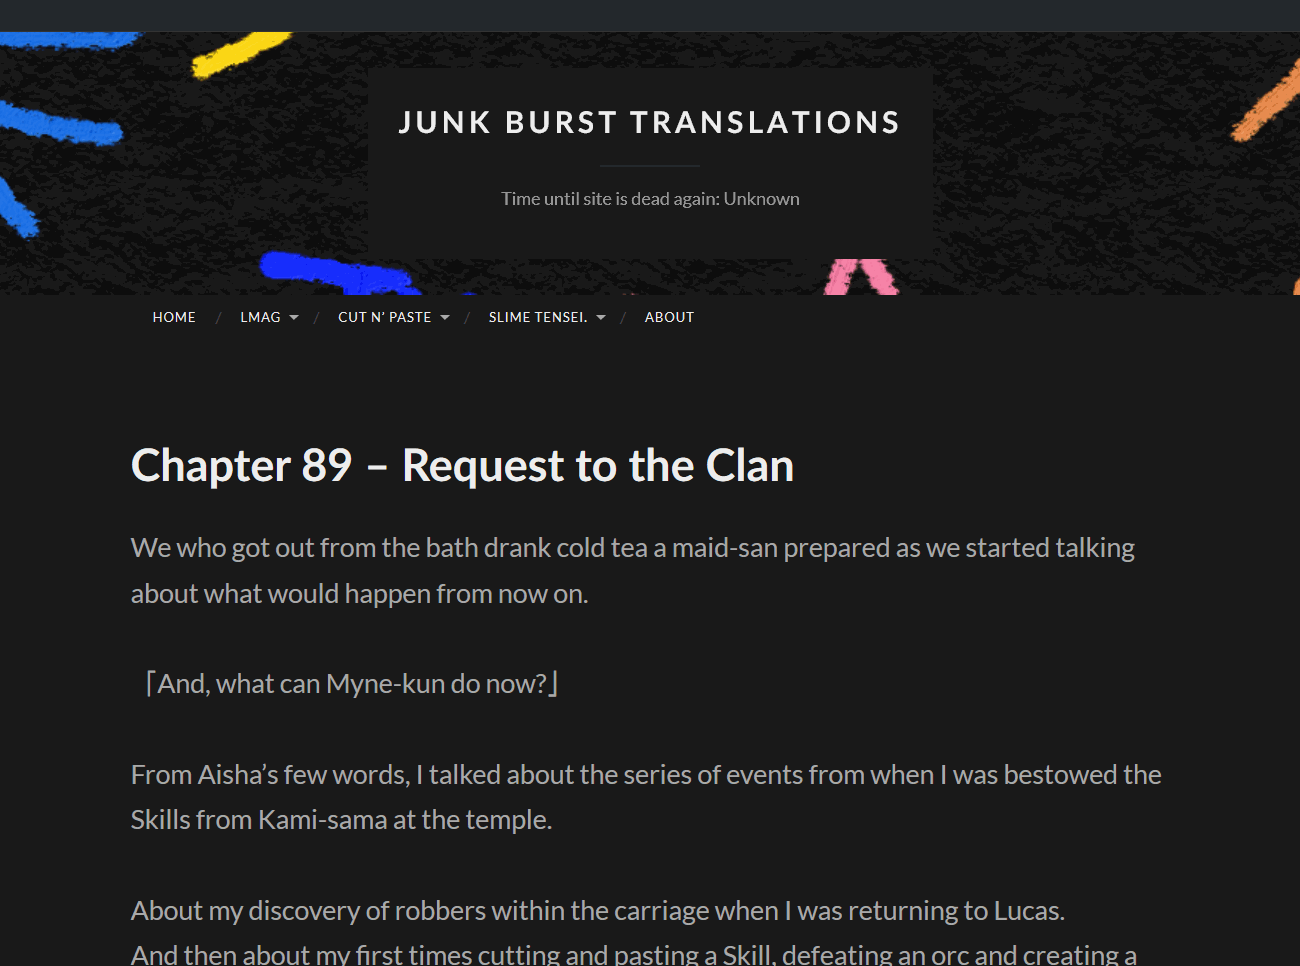 JUNK BURST TRANSLATIONS
Time until site is dead again: Unknown
HOME / LMAG / CUT N’ PASTE / SLIME TENSEI. / ABOUT
Chapter 89 – Request to the Clan
We who got out from the bath drank cold tea a maid-san prepared as we started talking
about what would happen from now on.
「And, what can Myne-kun do now?」
From Aisha’s few words, I talked about the series of events from when I was bestowed the
Skills from Kami-sama at the temple.
About my discovery of robbers within the carriage when I was returning to Lucas.
And then about my first times cutting and pasting a Skill, defeating an orc and creating a